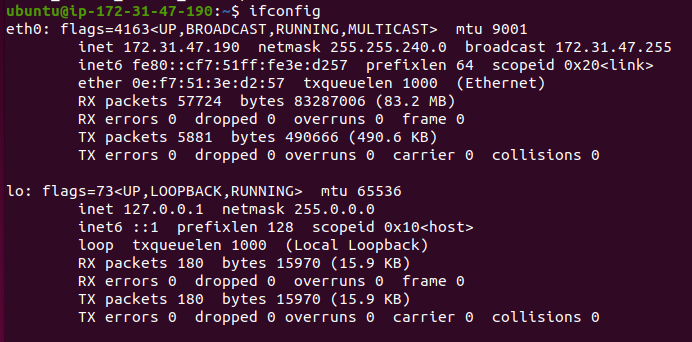 ubuntu@ip-172-31-47-190:~$ ifconfig
eth0: flags=4163<UP,BROADCAST,RUNNING,MULTICAST>  mtu 9001
        inet 172.31.47.190  netmask 255.255.240.0  broadcast 172.31.47.255
        inet6 fe80::cf7:51ff:fe3e:d257  prefixlen 64  scopeid 0x20<link>
        ether 0e:f7:51:3e:d2:57  txqueuelen 1000  (Ethernet)
        RX packets 57724  bytes 83287006 (83.2 MB)
        RX errors 0  dropped 0  overruns 0  frame 0
        TX packets 5881  bytes 490666 (490.6 KB)
        TX errors 0  dropped 0 overruns 0  carrier 0  collisions 0

lo: flags=73<UP,LOOPBACK,RUNNING>  mtu 65536
        inet 127.0.0.1  netmask 255.0.0.0
        inet6 ::1  prefixlen 128  scopeid 0x10<host>
        loop  txqueuelen 1000  (Local Loopback)
        RX packets 180  bytes 15970 (15.9 KB)
        RX errors 0  dropped 0  overruns 0  frame 0
        TX packets 180  bytes 15970 (15.9 KB)
        TX errors 0  dropped 0 overruns 0  carrier 0  collisions 0